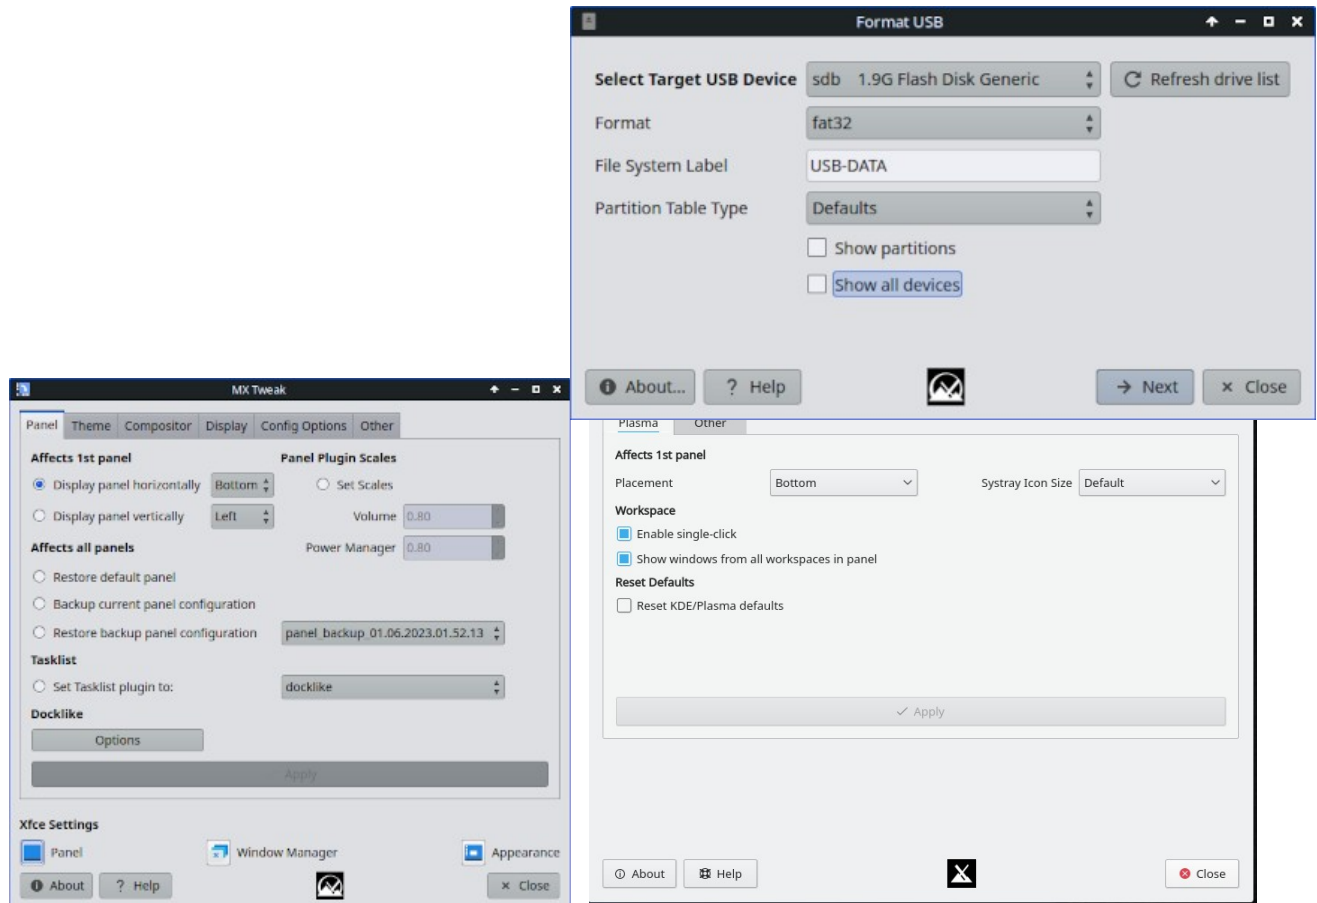 Format USB
Select Target USB Device sdb 1.9G Flash Disk Generic Refresh drive list
Format fat32
File System Label USB-DATA
Partition Table Type Defaults
Show partitions
Show all devices
About... ? Help Next Close
MX Tweak
Panel Theme Compositor Display Config Options Other
Affects 1st panel Panel Plugin Scales
Display panel horizontally Bottom Set Scales
Display panel vertically Left Volume 0.80
Affects all panels Power Manager 0.80
Restore default panel
Backup current panel configuration
Restore backup panel configuration panel_backup_01.06.2023.01.52.13
Tasklist
Set Tasklist plugin to: docklike
Docklike
Options
Apply
Xfce Settings
Panel Window Manager Appearance
About ? Help Close
Plasma Other
Affects 1st panel
Placement Bottom Systray Icon Size Default
Workspace
Enable single-click
Show windows from all workspaces in panel
Reset Defaults
Reset KDE/Plasma defaults
Apply
About Help Close